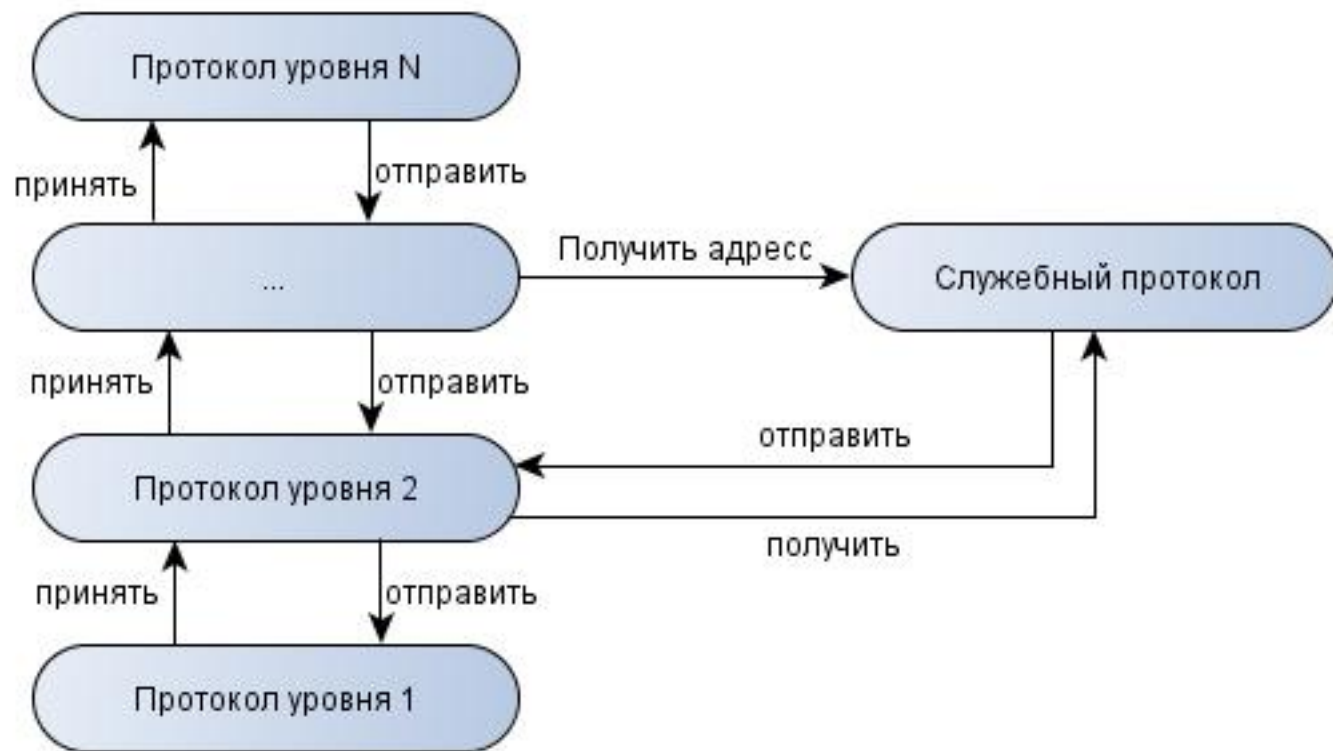 Протокол уровня N
принять
отправить
...
Получить адресс
Служебный протокол
принять
отправить
отправить
Протокол уровня 2
получить
принять
отправить
Протокол уровня 1